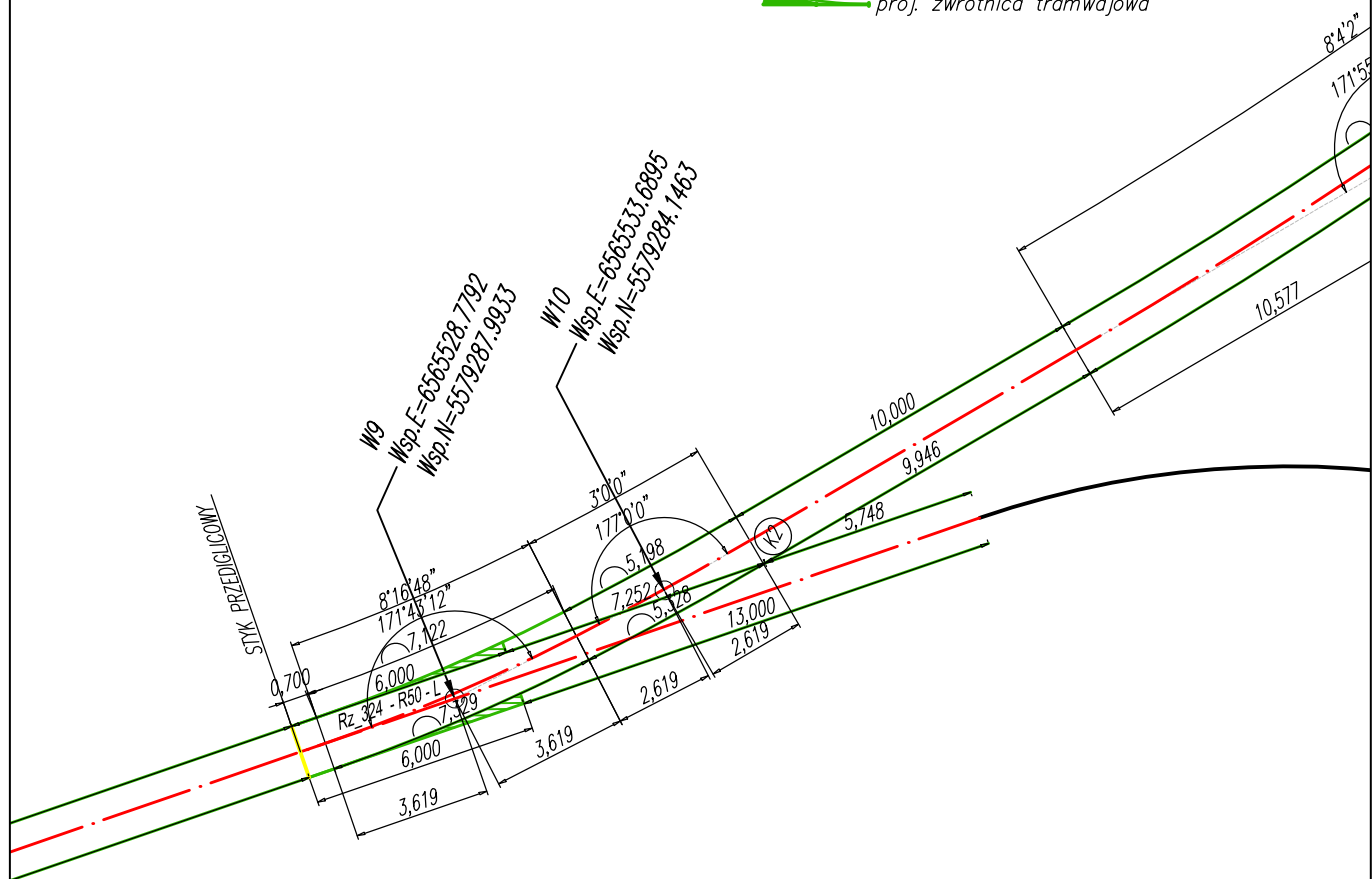 proj. zwrotnica tramwajowa
8°4'2"
171°55
10,577
W10
Wsp.E=6565533.6895
Wsp.N=5579284.1463
W9
Wsp.E=6565528.7792
Wsp.N=5579287.9933
10,000
9,946
5,748
K2
3°0'0"
177°0'0"
5,198
7,252
5,328
13,000
2,619
2,619
STYK PRZEDIGLICOWY
8°16'48"
171°43'12"
7,122
0,700
6,000
Rz_324 - R50 - L
7,329
6,000
3,619
3,619